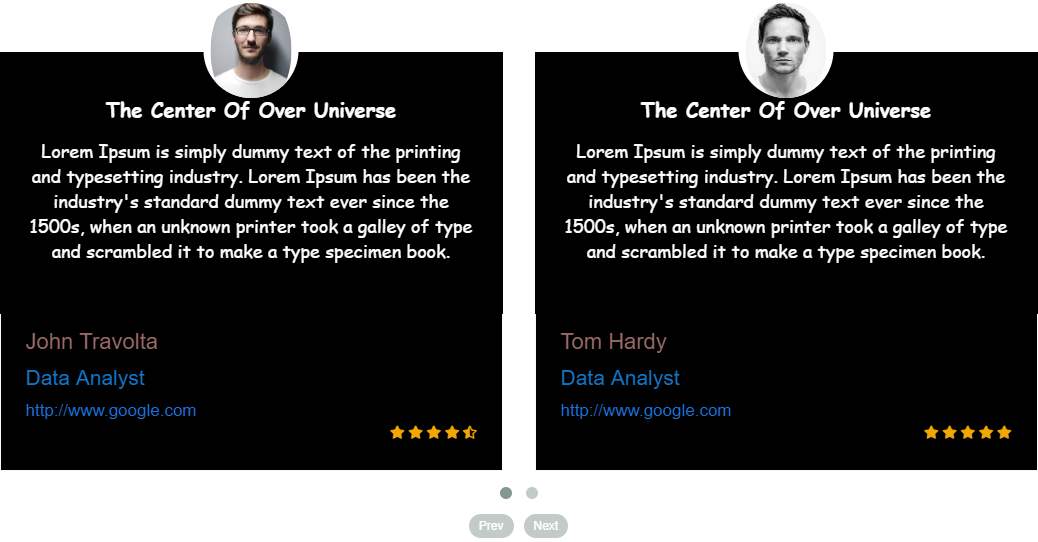 The Center Of Over Universe
Lorem Ipsum is simply dummy text of the printing
and typesetting industry. Lorem Ipsum has been the
industry's standard dummy text ever since the
1500s, when an unknown printer took a galley of type
and scrambled it to make a type specimen book.
John Travolta
Data Analyst
http://www.google.com
The Center Of Over Universe
Lorem Ipsum is simply dummy text of the printing
and typesetting industry. Lorem Ipsum has been the
industry's standard dummy text ever since the
1500s, when an unknown printer took a galley of type
and scrambled it to make a type specimen book.
Tom Hardy
Data Analyst
http://www.google.com
Prev
Next